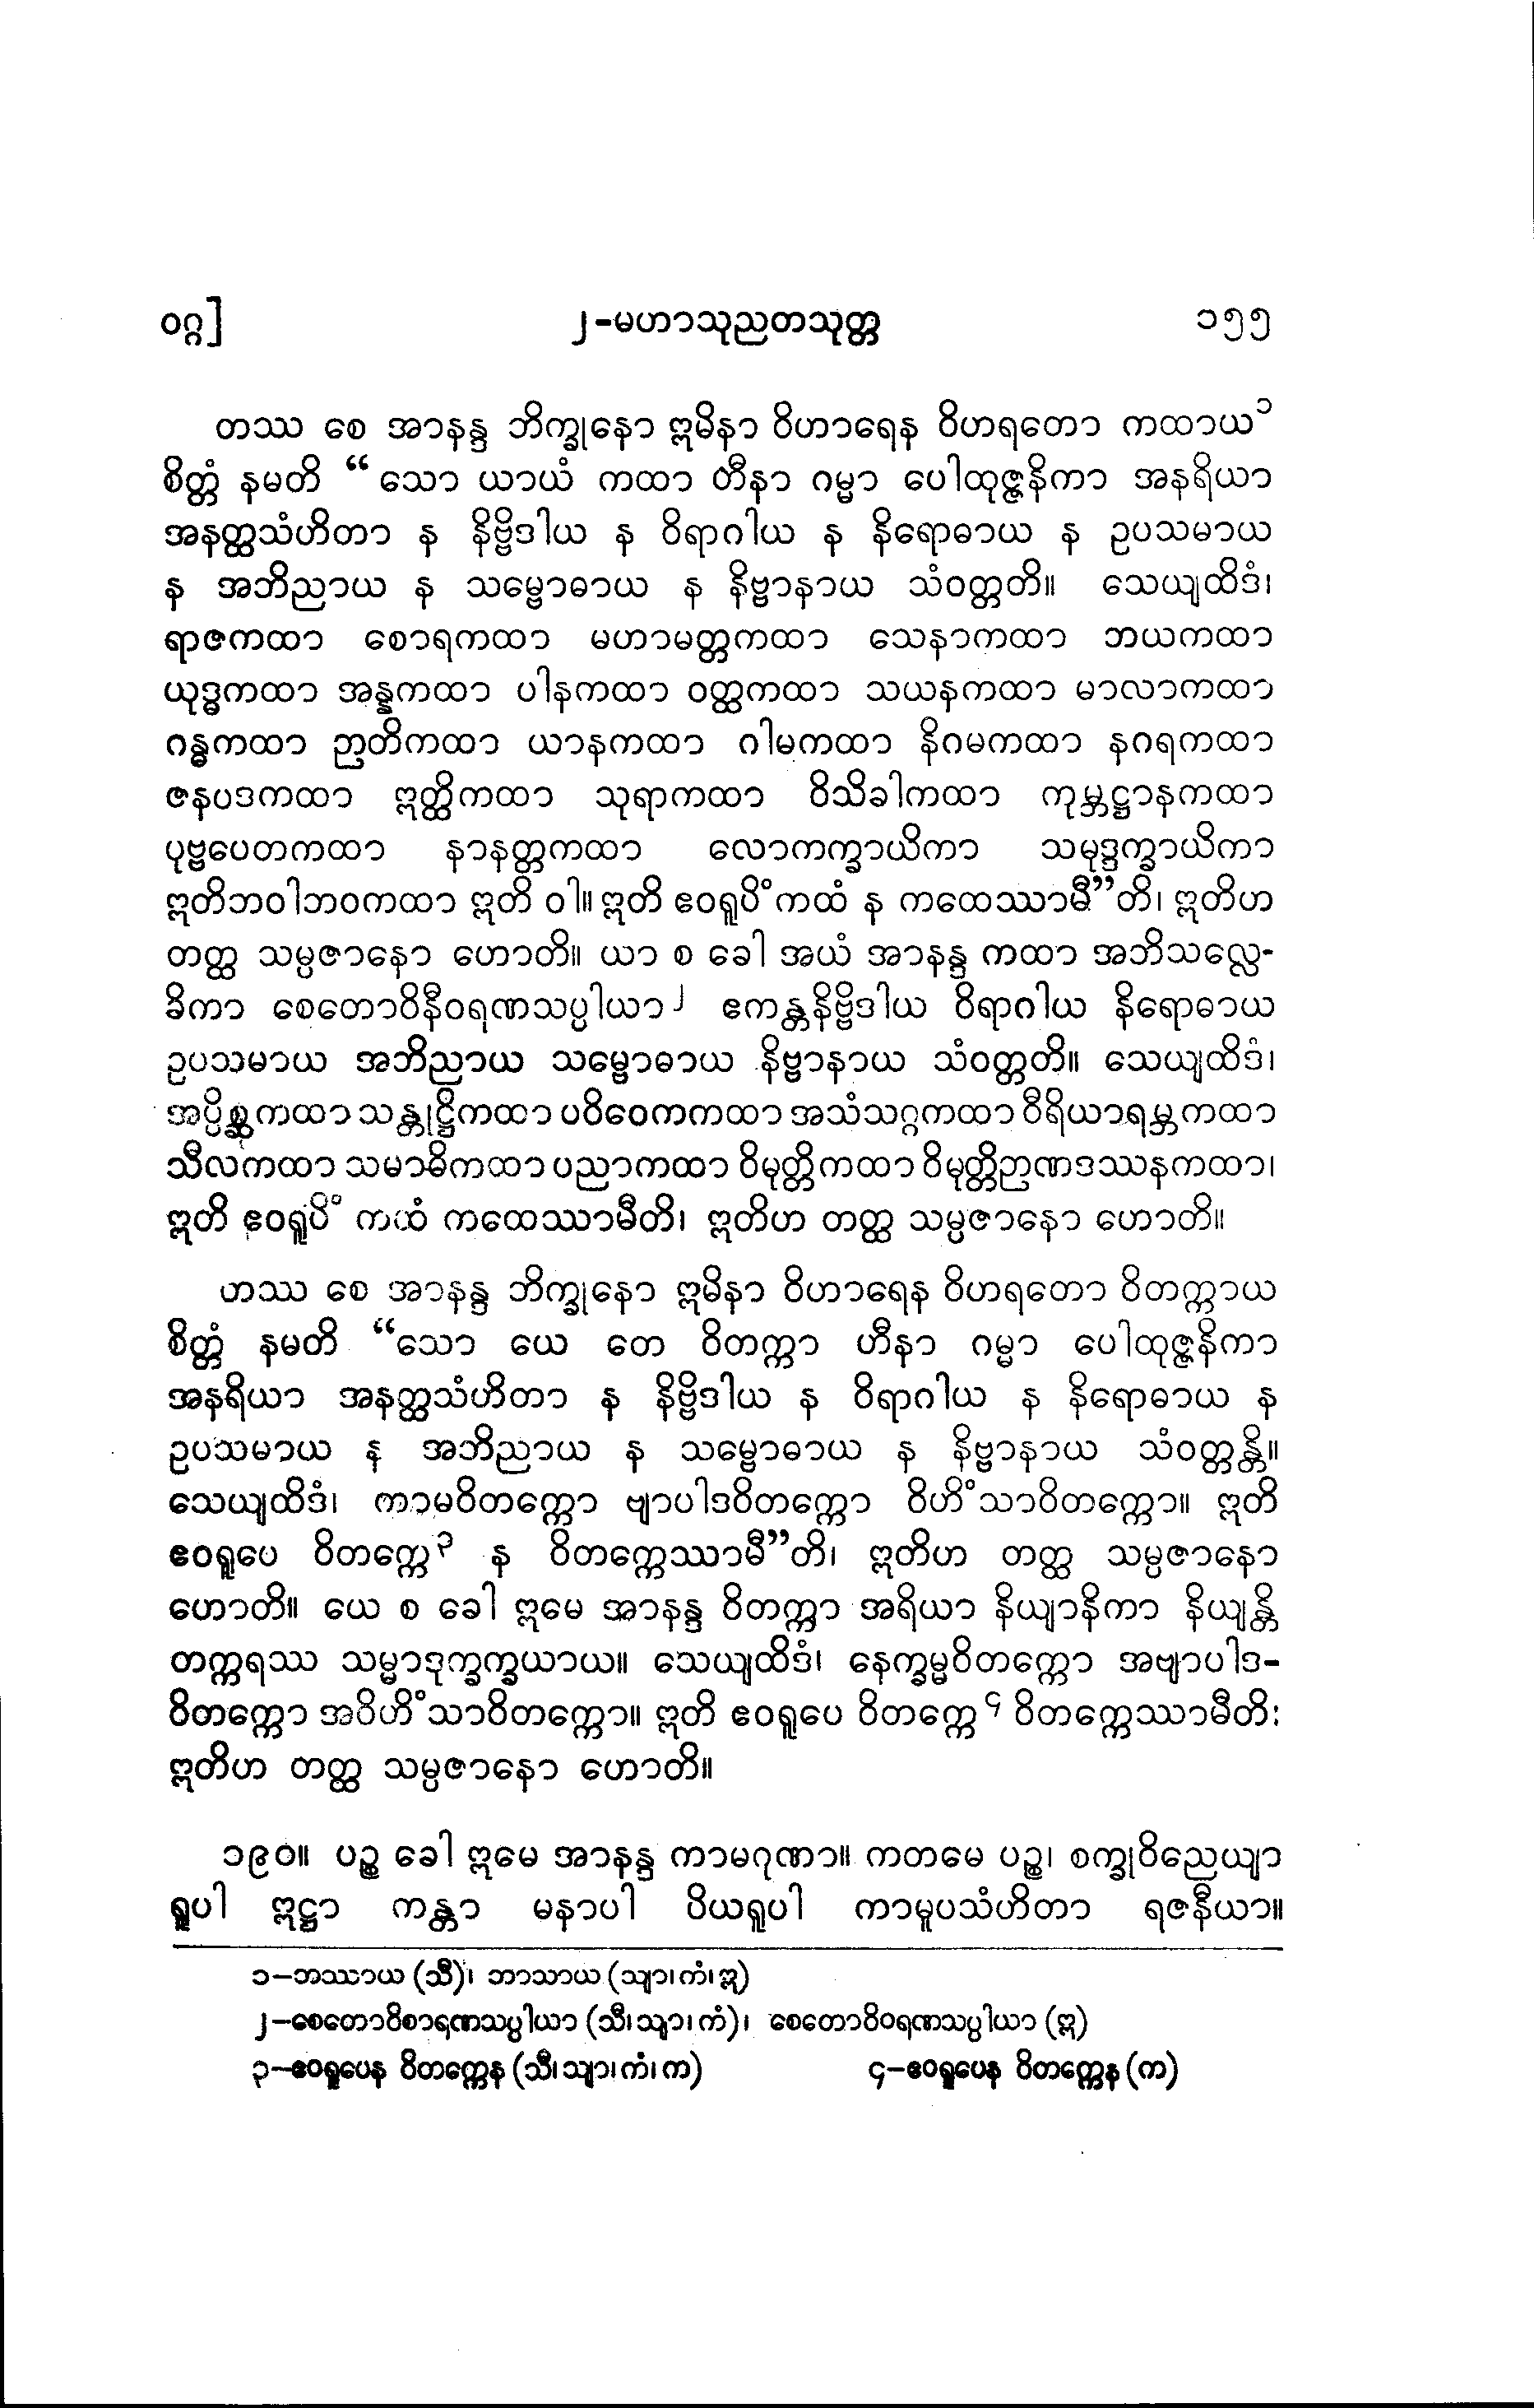 ဝဂ္ဂ] ၂-မဟာသုညတသုတ္တ ၁၅၅
တဿ စေ အာနန္ဒ ဘိက္ခုနော ဣမိနာ ဝိဟာရေန ဝိဟရတော ကထာယ၁
စိတ္တံ နမတိ “သော ယာယံ ကထာ ဟီနာ ဂမ္မာ ပေါထုဇ္ဇနိကာ အနရိယာ
အနတ္ထသံဟိတာ န နိဗ္ဗိဒါယ န ဝိရာဂါယ န နိရောဓာယ န ဥပသမာယ
န အဘိညာယ န သမ္ဗောဓာယ န နိဗ္ဗာနာယ သံဝတ္တတိ။ သေယျထိဒံ၊
ရာဇကထာ စောရကထာ မဟာမတ္တကထာ သေနာကထာ ဘယကထာ
ယုဒ္ဓကထာ အန္နကထာ ပါနကထာ ဝတ္ထကထာ သယနကထာ မာလာကထာ
ဂန္ဓကထာ ဉာတိကထာ ယာနကထာ ဂါမကထာ နိဂမကထာ နဂရကထာ
ဇနပဒကထာ ဣတ္ထိကထာ သုရာကထာ ဝိသိခါကထာ ကုမ္ဘဋ္ဌာနကထာ
ပုဗ္ဗပေတကထာ နာနတ္တကထာ လောကက္ခာယိကာ သမုဒ္ဒက္ခာယိကာ
ဣတိဘဝါဘဝကထာ ဣတိ ဝါ။ ဣတိ ဧဝရူပိံ ကထံ န ကထေဿာမီ”တိ၊ ဣတိဟ
တတ္ထ သမ္ပဇာနော ဟောတိ။ ယာ စ ခေါ အယံ အာနန္ဒ ကထာ အဘိသလ္လေ-
ခိကာ စေတောဝိနီဝရဏသပ္ပါယာ၂ ဧကန္တနိဗ္ဗိဒါယ ဝိရာဂါယ နိရောဓာယ
ဥပသမာယ အဘိညာယ သမ္ဗောဓာယ နိဗ္ဗာနာယ သံဝတ္တတိ။ သေယျထိဒံ၊
အပ္ပိစ္ဆကထာ သန္တုဋ္ဌိကထာ ပဝိဝေကကထာ အသံသဂ္ဂကထာ ဝီရိယာရမ္ဘကထာ
သီလကထာ သမာဓိကထာ ပညာကထာ ဝိမုတ္တိကထာ ဝိမုတ္တိဉာဏဒဿနကထာ၊
ဣတိ ဧဝရူပိံ ကထံ ကထေဿာမီတိ၊ ဣတိဟ တတ္ထ သမ္ပဇာနော ဟောတိ။
တဿ စေ အာနန္ဒ ဘိက္ခုနော ဣမိနာ ဝိဟာရေန ဝိဟရတော ဝိတက္ကာယ
စိတ္တံ နမတိ “သော ယေ တေ ဝိတက္ကာ ဟီနာ ဂမ္မာ ပေါထုဇ္ဇနိကာ
အနရိယာ အနတ္ထသံဟိတာ န နိဗ္ဗိဒါယ န ဝိရာဂါယ န နိရောဓာယ န
ဥပသမာယ န အဘိညာယ န သမ္ဗောဓာယ န နိဗ္ဗာနာယ သံဝတ္တန္တိ။
သေယျထိဒံ၊ ကာမဝိတက္ကော ဗျာပါဒဝိတက္ကော ဝိဟိံသာဝိတက္ကော။ ဣတိ
ဧဝရူပေ ဝိတက္ကေ၃ န ဝိတက္ကေဿာမီ”တိ၊ ဣတိဟ တတ္ထ သမ္ပဇာနော
ဟောတိ။ ယေ စ ခေါ ဣမေ အာနန္ဒ ဝိတက္ကာ အရိယာ နိယျာနိကာ နိယျန္တိ
တက္ကရဿ သမ္မာဒုက္ခက္ခယာယ။ သေယျထိဒံ၊ နေက္ခမ္မဝိတက္ကော အဗျာပါဒ-
ဝိတက္ကော အဝိဟိံသာဝိတက္ကော။ ဣတိ ဧဝရူပေ ဝိတက္ကေ၄ ဝိတက္ကေဿာမီတိ၊
ဣတိဟ တတ္ထ သမ္ပဇာနော ဟောတိ။
၁၉၀။ ပဉ္စ ခေါ ဣမေ အာနန္ဒ ကာမဂုဏာ။ ကတမေ ပဉ္စ၊ စက္ခုဝိညေယျာ
ရူပါ ဣဋ္ဌာ ကန္တာ မနာပါ ပိယရူပါ ကာမူပသံဟိတာ ရဇနီယာ။
၁-ဘဿာယ (သီ)၊ ဘာသာယ (သျာ၊ ကံ၊ ဣ)
၂-စေတောဝိစာရဏသပ္ပါယာ (သီ၊ သျာ၊ ကံ)၊ စေတောဝိဝရဏသပ္ပါယာ (ဣ)
၃-ဧဝရူပေန ဝိတက္ကေန (သီ၊ သျာ၊ ကံ၊ က) ၄-ဧဝရူပေန ဝိတက္ကေန (က)